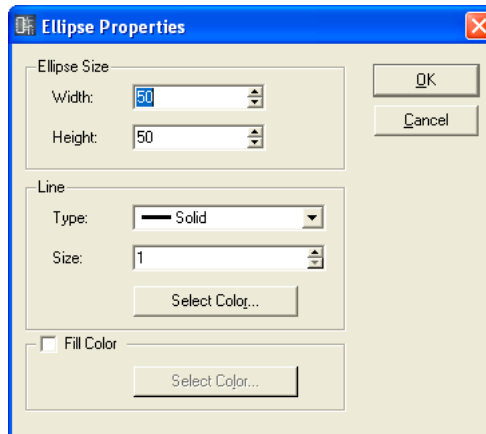 Ellipse Properties
Ellipse Size
Width: 50
Height: 50
OK
Cancel
Line
Type: Solid
Size: 1
Select Color...
Fill Color
Select Color...